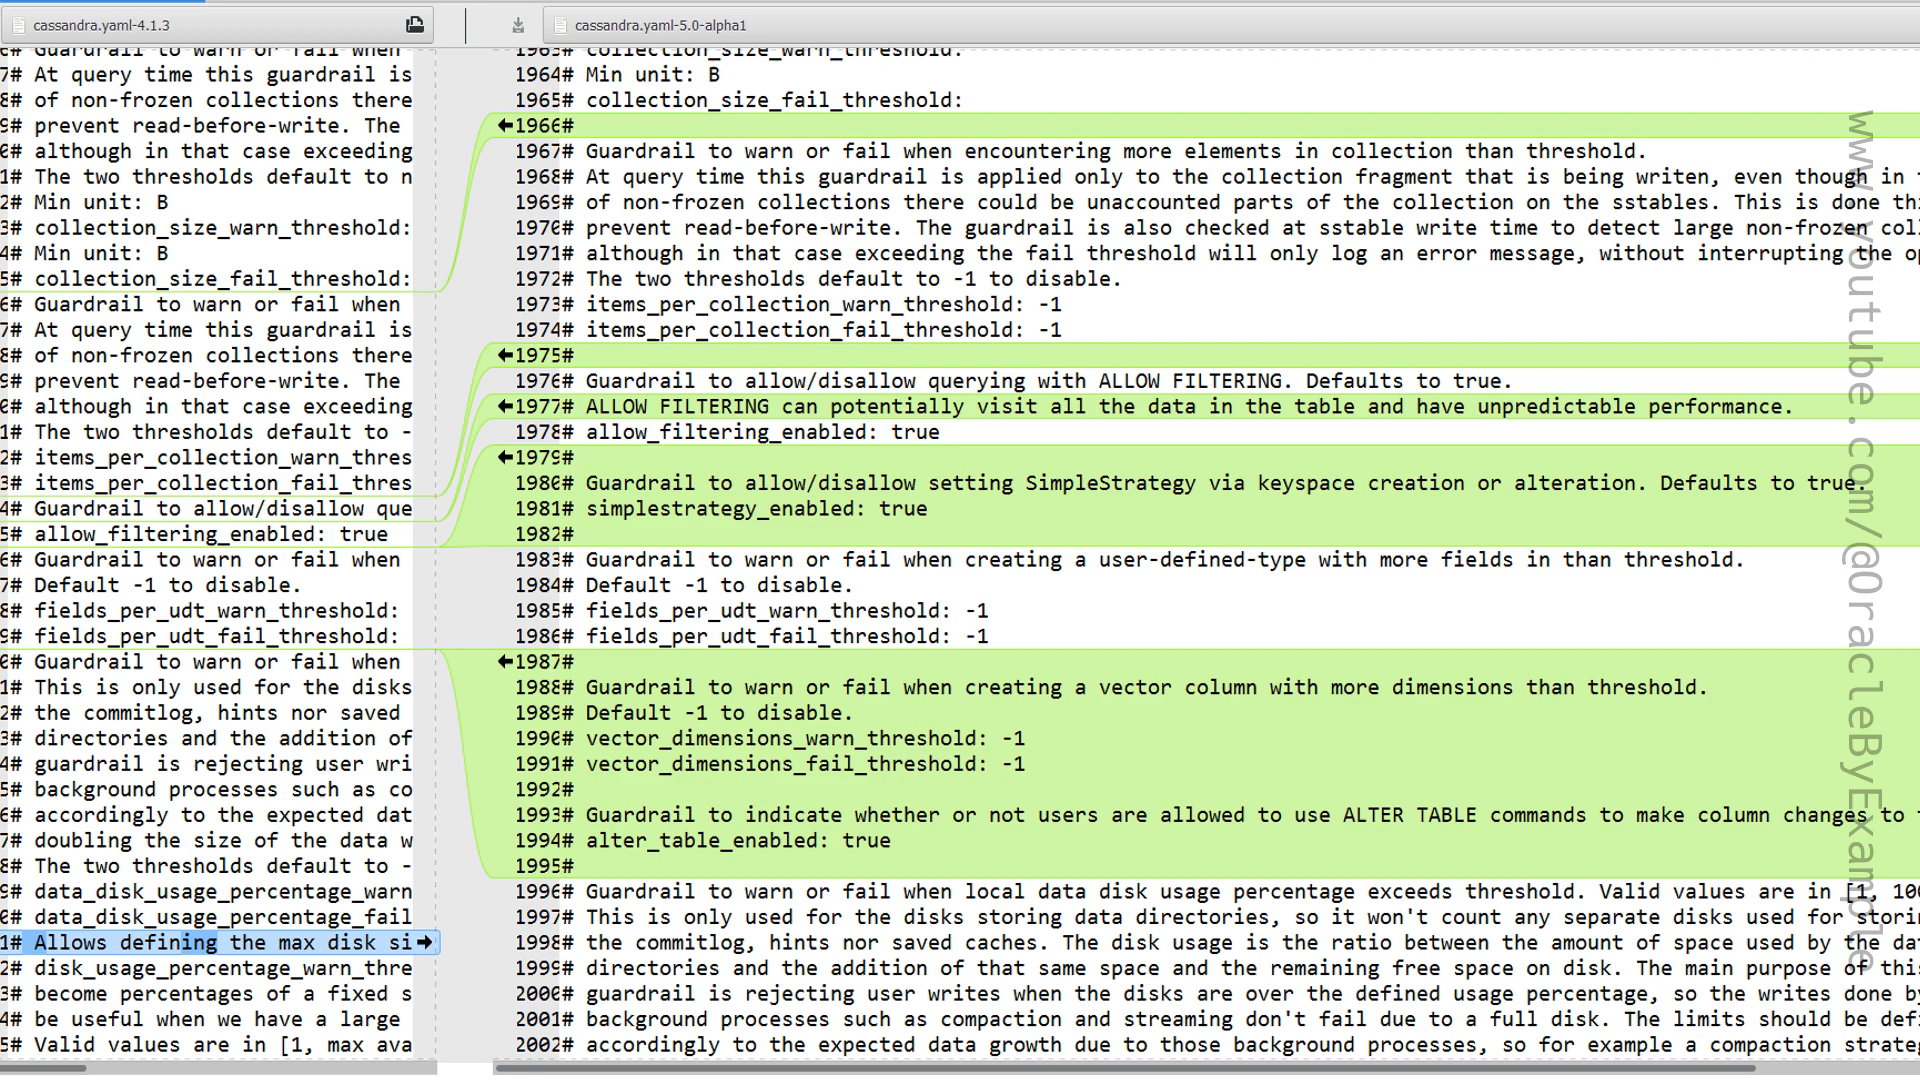 cassandra.yaml-4.1.3
# Guardrail to warn or fail when
7# At query time this guardrail is
8# of non-frozen collections there
9# prevent read-before-write. The
0# although in that case exceeding
1# The two thresholds default to n
2# Min unit: B
3# collection_size_warn_threshold:
4# Min unit: B
5# collection_size_fail_threshold:
6# Guardrail to warn or fail when
7# At query time this guardrail is
8# of non-frozen collections there
9# prevent read-before-write. The
0# although in that case exceeding
1# The two thresholds default to -
2# items_per_collection_warn_thres
3# items_per_collection_fail_thres
4# Guardrail to allow/disallow que
5# allow_filtering_enabled: true
6# Guardrail to warn or fail when
7# Default -1 to disable.
8# fields_per_udt_warn_threshold:
9# fields_per_udt_fail_threshold:
0# Guardrail to warn or fail when
1# This is only used for the disks
2# the commitlog, hints nor saved
3# directories and the addition of
4# guardrail is rejecting user wri
5# background processes such as co
6# accordingly to the expected dat
7# doubling the size of the data w
8# The two thresholds default to -
9# data_disk_usage_percentage_warn
0# data_disk_usage_percentage_fail
1# Allows defining the max disk si
2# disk_usage_percentage_warn_thre
3# become percentages of a fixed s
4# be useful when we have a large
5# Valid values are in [1, max ava
cassandra.yaml-5.0-alpha1
1963# collection_size_warn_threshold:
1964# Min unit: B
1965# collection_size_fail_threshold:
1966#
1967# Guardrail to warn or fail when encountering more elements in collection than threshold.
1968# At query time this guardrail is applied only to the collection fragment that is being writen, even though in t
1969# of non-frozen collections there could be unaccounted parts of the collection on the sstables. This is done thi
1970# prevent read-before-write. The guardrail is also checked at sstable write time to detect large non-frozen col
1971# although in that case exceeding the fail threshold will only log an error message, without interrupting the op
1972# The two thresholds default to -1 to disable.
1973# items_per_collection_warn_threshold: -1
1974# items_per_collection_fail_threshold: -1
1975#
1976# Guardrail to allow/disallow querying with ALLOW FILTERING. Defaults to true.
1977# ALLOW FILTERING can potentially visit all the data in the table and have unpredictable performance.
1978# allow_filtering_enabled: true
1979#
1980# Guardrail to allow/disallow setting SimpleStrategy via keyspace creation or alteration. Defaults to true.
1981# simplestrategy_enabled: true
1982#
1983# Guardrail to warn or fail when creating a user-defined-type with more fields in than threshold.
1984# Default -1 to disable.
1985# fields_per_udt_warn_threshold: -1
1986# fields_per_udt_fail_threshold: -1
1987#
1988# Guardrail to warn or fail when creating a vector column with more dimensions than threshold.
1989# Default -1 to disable.
1990# vector_dimensions_warn_threshold: -1
1991# vector_dimensions_fail_threshold: -1
1992#
1993# Guardrail to indicate whether or not users are allowed to use ALTER TABLE commands to make column changes to t
1994# alter_table_enabled: true
1995#
1996# Guardrail to warn or fail when local data disk usage percentage exceeds threshold. Valid values are in [1, 100
1997# This is only used for the disks storing data directories, so it won't count any separate disks used for storin
1998# the commitlog, hints nor saved caches. The disk usage is the ratio between the amount of space used by the dat
1999# directories and the addition of that same space and the remaining free space on disk. The main purpose of this
2000# guardrail is rejecting user writes when the disks are over the defined usage percentage, so the writes done by
2001# background processes such as compaction and streaming don't fail due to a full disk. The limits should be defi
2002# accordingly to the expected data growth due to those background processes, so for example a compaction strateg
www.youtube.com/@OracleByExample